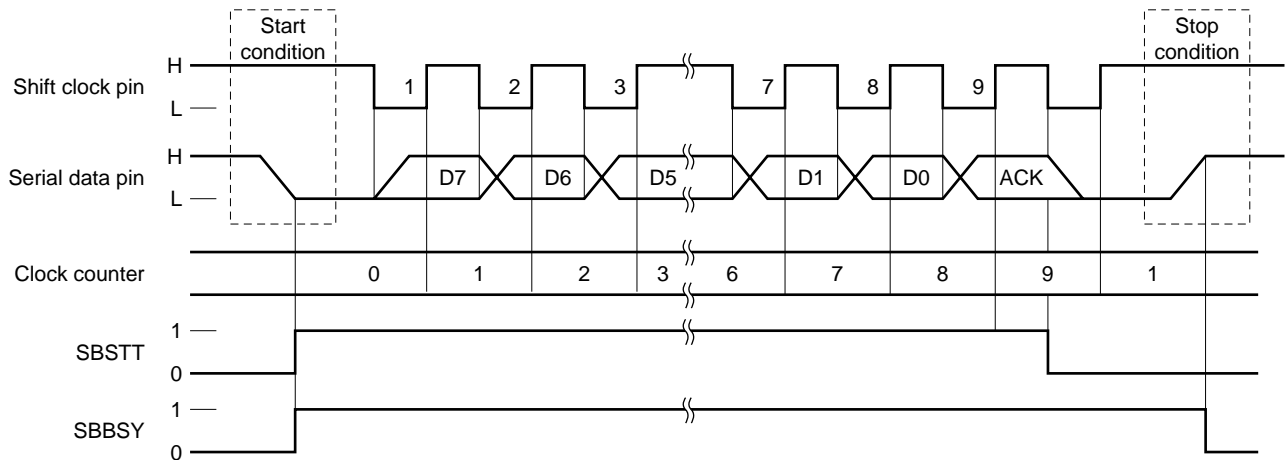 Start
condition
Stop
condition
Shift clock pin
H
L
1 2 3 7 8 9
Serial data pin
H
L
D7 D6 D5 D1 D0 ACK
Clock counter
0 1 2 3 6 7 8 9 1
SBSTT
1
0
SBBSY
1
0